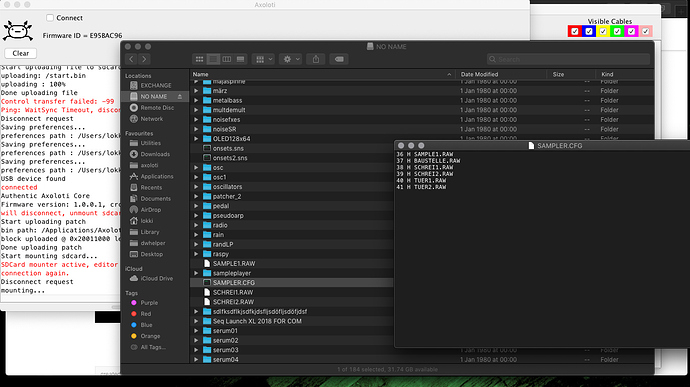 Axoloti
Connect
Firmware ID = E95BAC96
Clear
Visible Cables
Start uploading file to sdcard
uploading: /start.bin
uploading : 100%
Done uploading file
Control transfer failed: -99
Ping: WaitSync Timeout, discon
Disconnect request
Saving preferences...
preferences path : /Users/lokk
Saving preferences...
preferences path : /Users/lokk
Saving preferences...
preferences path : /Users/lokk
USB device found
connected
Authentic Axoloti Core
Firmware version: 1.0.0.1, crc
will disconnect, unmount sdcar
Start uploading patch
bin path: /Applications/Axolot
block uploaded @ 0x20011000 le
Done uploading patch
Start mounting sdcard...
SDCard mounter active, editor
connection again.
Disconnect request
mounting...
NO NAME
Search
Locations
EXCHANGE
NO NAME
Remote Disc
Network
Favourites
Utilities
Downloads
axoloti
Applications
Recents
Documents
AirDrop
lokki
Library
dwhelper
Desktop
iCloud
iCloud Drive
Tags
Purple
Red
Blue
Orange
All Tags...
Name Date Modified Size Kind
majaspinne 1 Jan 1980 at 00:00 -- Folder
märz 1 Jan 1980 at 00:00 -- Folder
metalbass 1 Jan 1980 at 00:00 -- Folder
multdemult 1 Jan 1980 at 00:00 -- Folder
noisefxes 1 Jan 1980 at 00:00 -- Folder
noiseSR
OLED128x64
onsets.sns
onsets2.sns
osc
osc1
oscillators
patcher_2
pedal
pseudoarp
radio
rain
randLP
raspy
SAMPLE1.RAW
sampleplayer
SAMPLER.CFG
SCHREI1.RAW
SCHREI2.RAW
sdlfksdflkjsdfkjdsfljsdöfljsdöfjdsf
Seq Launch XL 2018 FOR COM
serum01
serum02
serum03 1 Jan 1980 at 00:00 -- Folder
serum04 1 Jan 1980 at 00:00 -- Folder
1 of 184 selected, 31.74 GB available
SAMPLER.CFG
36 H SAMPLE1.RAW
37 H BAUSTELLE.RAW
38 H SCHREI1.RAW
39 H SCHREI2.RAW
40 H TUER1.RAW
41 H TUER2.RAW